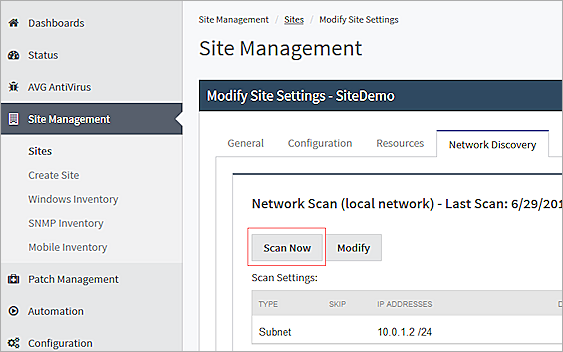 Dashboards
Status
AVG AntiVirus
Site Management
Sites
Create Site
Windows Inventory
SNMP Inventory
Mobile Inventory
Patch Management
Automation
Configuration
Site Management / Sites / Modify Site Settings
Site Management
Modify Site Settings - SiteDemo
General Configuration Resources Network Discovery
Network Scan (local network) - Last Scan: 6/29/201
Scan Now Modify
Scan Settings:
TYPE SKIP IP ADDRESSES
Subnet 10.0.1.2 /24